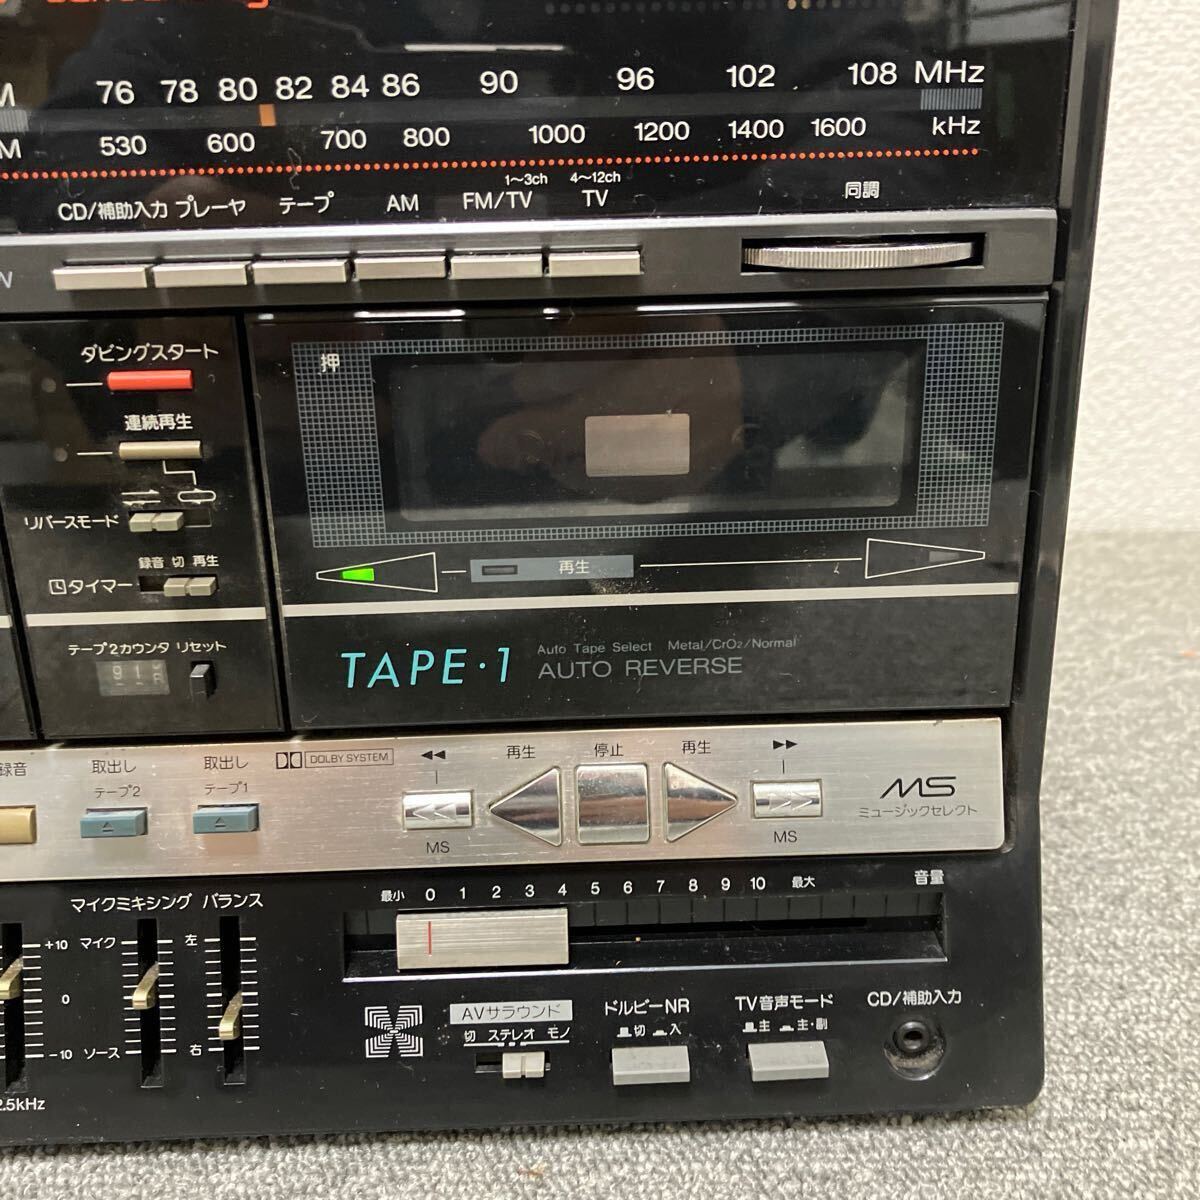 76 78 80 82 84 86 90 96 102 108 MHz
530 600 700 800 1000 1200 1400 1600 kHz
1〜3ch 4〜12ch
CD/補助入力 プレーヤ テープ AM FM/TV TV 同調
ダビングスタート
連続再生
リバースモード
録音 切 再生
タイマー
テープ2カウンタ リセット
91
押
再生
TAPE・1
Auto Tape Select Metal/CrO2/Normal
AUTO REVERSE
録音
取出し
テープ2
取出し
テープ1
DOLBY SYSTEM
◀◀ 再生 停止 再生 ▶▶
MS MS
MS
ミュージックセレクト
最小 0 1 2 3 4 5 6 7 8 9 10 最大 音量
マイクミキシング バランス
+10 マイク 左
0
-10 ソース 右
2.5kHz
AVサラウンド
切 ステレオ モノ
ドルビーNR
切 入
TV音声モード
主 主・副
CD/補助入力